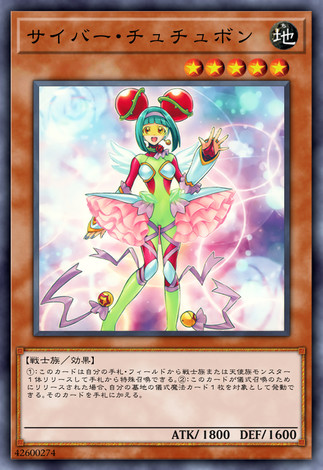 サイバー・チュチュボン
地
【戦士族／効果】
①：このカードは自分の手札・フィールドから戦士族または天使族モンスター
１体リリースして手札から特殊召喚できる。②：このカードが儀式召喚のため
にリリースされた場合、自分の墓地の儀式魔法カード１枚を対象として発動で
きる。そのカードを手札に加える。
ATK/ 1800 DEF/1600
42600274